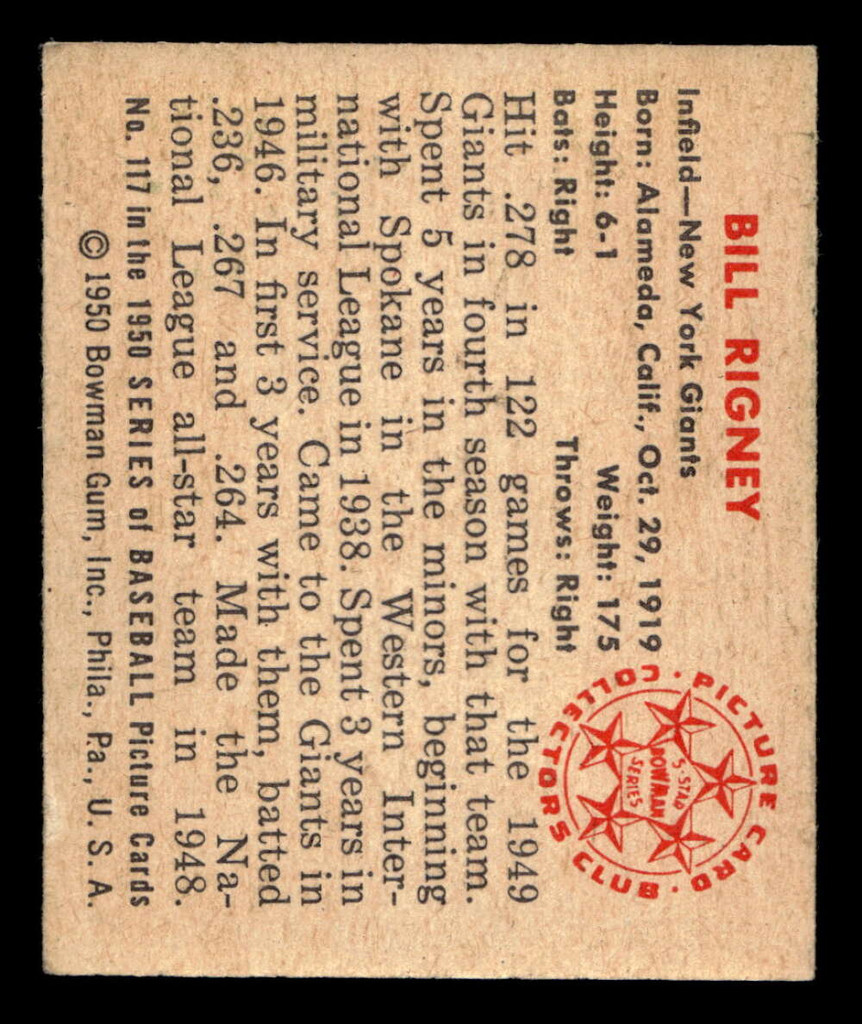 BILL RIGNEY
Infield—New York Giants
Born: Alameda, Calif., Oct. 29, 1919
Height: 6-1 Weight: 175
Bats: Right Throws: Right
Hit .278 in 122 games for the 1949
Giants in fourth season with that team.
Spent 5 years in the minors, beginning
with Spokane in the Western Inter-
national League in 1938. Spent 3 years in
military service. Came to the Giants in
1946. In first 3 years with them, batted
.236, .267 and .264. Made the Na-
tional League all-star team in 1948.
No. 117 in the 1950 SERIES of BASEBALL Picture Cards
© 1950 Bowman Gum, Inc., Phila., Pa., U. S. A.
PICTURE CARD · CLUB COLLECTORS ·
5-STAR
BOWMAN
SERIES